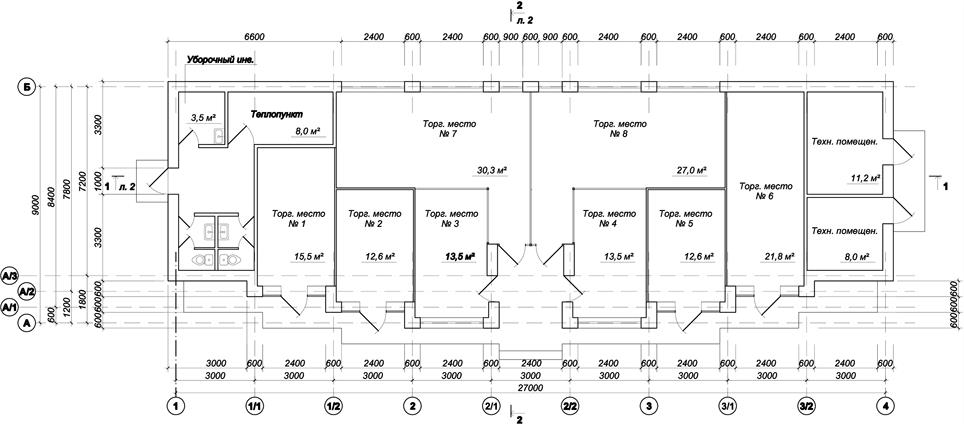 2
л. 2
6600 2400 600 2400 600 900 600 900 600 2400 600 2400 600 2400 600
Уборочный инв.
Б
3,5 м²
Теплопункт
8,0 м²
Торг. место
№ 7
30,3 м²
Торг. место
№ 8
27,0 м²
Техн. помещен.
11,2 м²
3300
1000
3300
7200
7800
8400
9000
1
л. 2
1
Торг. место
№ 1
15,5 м²
Торг. место
№ 2
12,6 м²
Торг. место
№ 3
13,5 м²
Торг. место
№ 4
13,5 м²
Торг. место
№ 5
12,6 м²
Торг. место
№ 6
21,8 м²
Техн. помещен.
8,0 м²
А/3
А/2
А/1
А
600
1200
1800
600
600
600
600
600
600
3000 600 2400 600 2400 600 2400 600 2400 600 2400 600 2400 600 2400 600
3000 3000 3000 3000 3000 3000 3000 3000 3000
27000
1 1/1 1/2 2 2/1 2/2 3 3/1 3/2 4
2